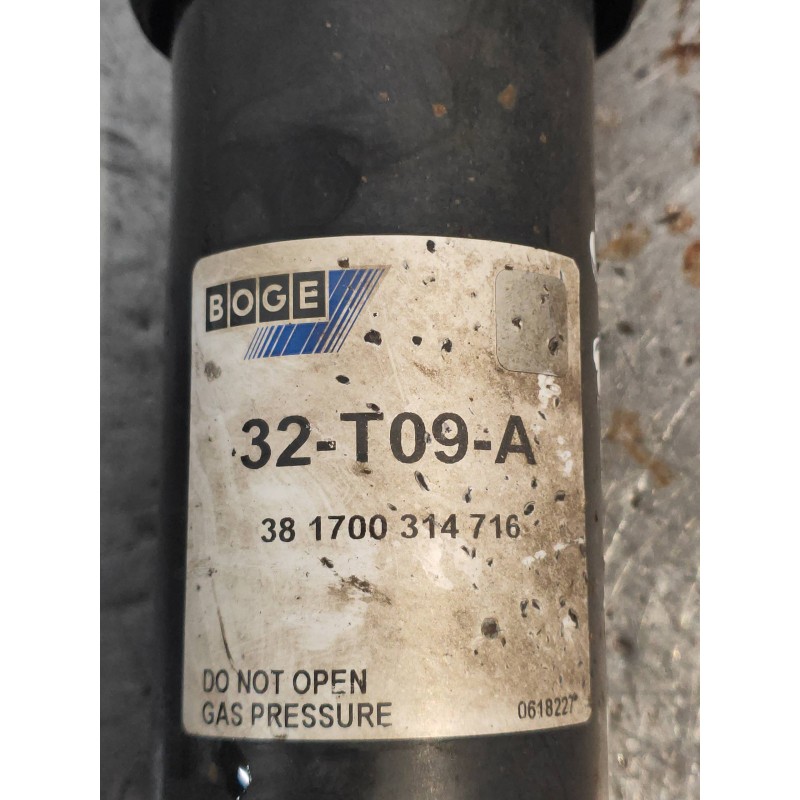 BOGE
32-T09-A
38 1700 314 716
DO NOT OPEN
GAS PRESSURE
0618227